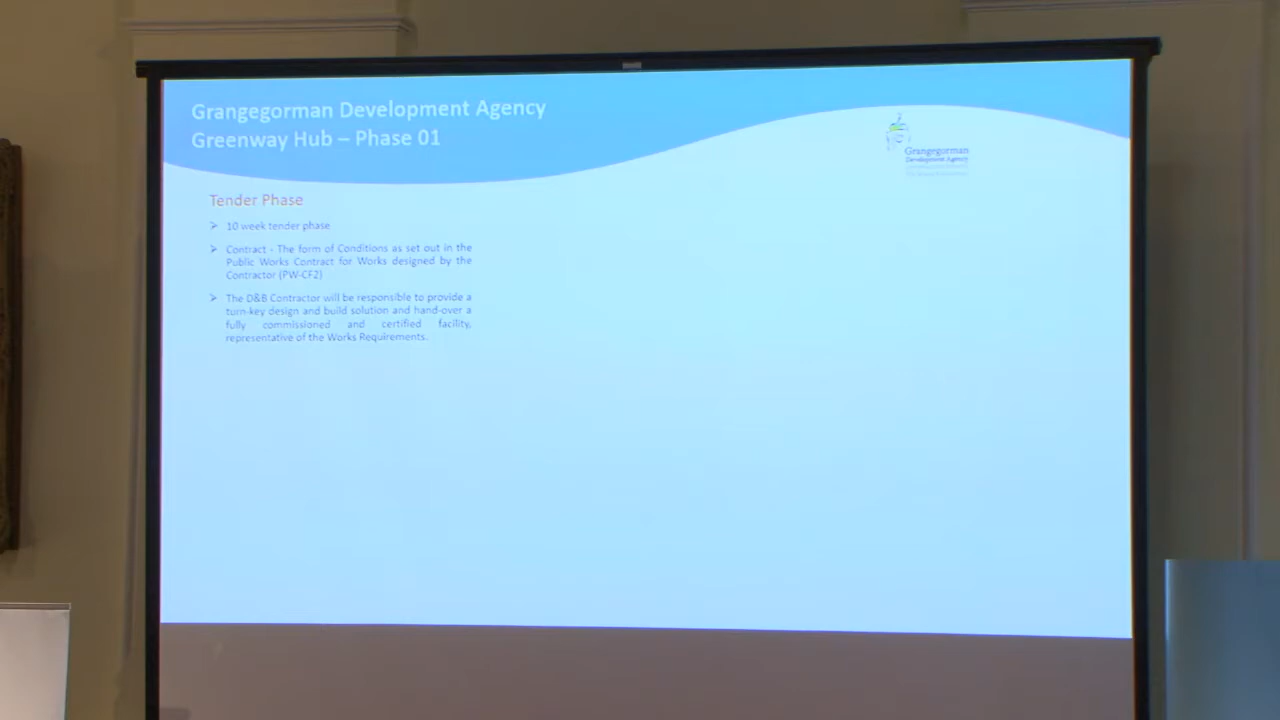 Grangegorman Development Agency
Greenway Hub – Phase 01
Grangegorman
Development Agency
Tender Phase
➢ 10 week tender phase
➢ Contract - The form of Conditions as set out in the
Public Works Contract for Works designed by the
Contractor (PW-CF2)
➢ The D&B Contractor will be responsible to provide a
turn-key design and build solution and hand-over a
fully commissioned and certified facility,
representative of the Works Requirements.